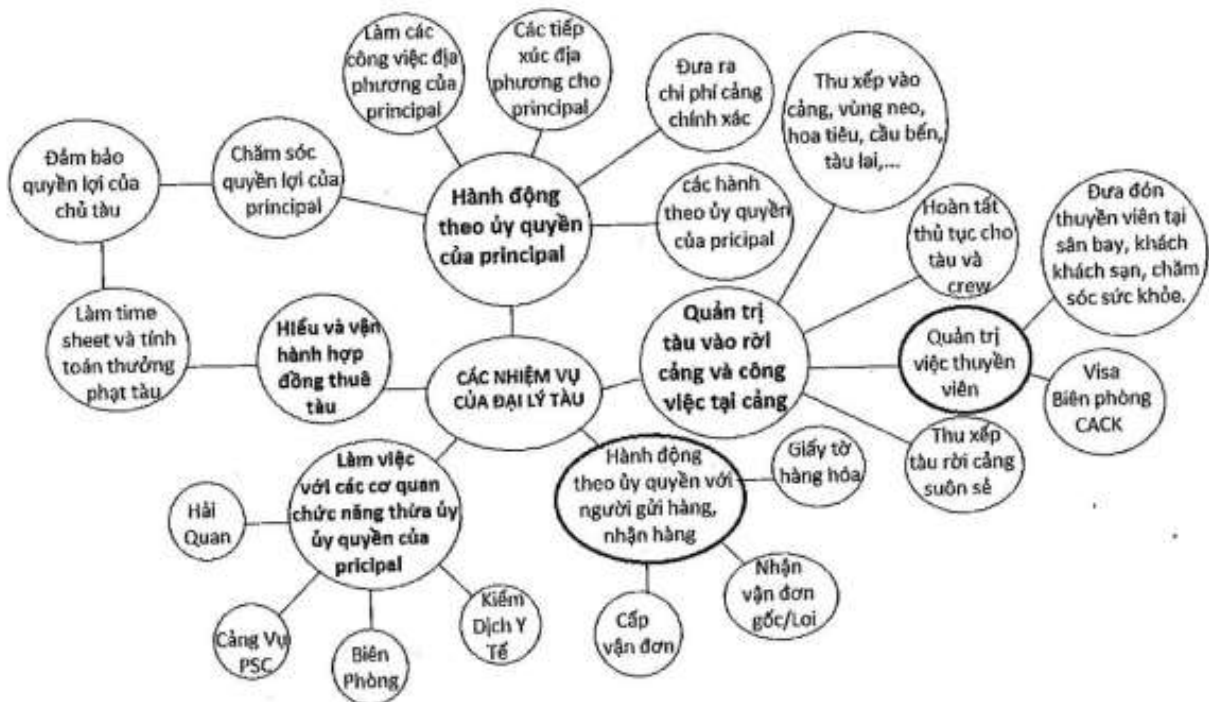 Làm các
công việc địa
phương của
principal
Các tiếp
xúc địa
phương cho
principal
Đưa ra
chi phí cảng
chính xác
Thu xếp vào
cảng, vùng neo,
hoa tiêu, cầu bến,
tàu lai,...
Đảm bảo
quyền lợi của
chủ tàu
Chăm sóc
quyền lợi của
principal
Hành động
theo ủy quyền
của principal
các hành
theo ủy quyền
của pricipal
Hoàn tất
thủ tục cho
tàu và
crew
Đưa đón
thuyền viên tại
sân bay, khách
khách sạn, chăm
sóc sức khỏe.
Làm time
sheet và tính
toán thưởng
phạt tàu
Hiểu và vận
hành hợp
đồng thuê
tàu
CÁC NHIỆM VỤ
CỦA ĐẠI LÝ TÀU
Quản trị
tàu vào rời
cảng và công
việc tại cảng
Quản trị
việc thuyền
viên
Visa
Biên phòng
CACK
Thu xếp
tàu rời cảng
suôn sẻ
Làm việc
với các cơ quan
chức năng thừa ủy
ủy quyền của
pricipal
Hành động
theo ủy quyền với
người gửi hàng,
nhận hàng
Giấy tờ
hàng hóa
Hải
Quan
Cảng Vụ
PSC
Biên
Phòng
Kiểm
Dịch Y
Tế
Cấp
vận đơn
Nhận
vận đơn
gốc/Loi